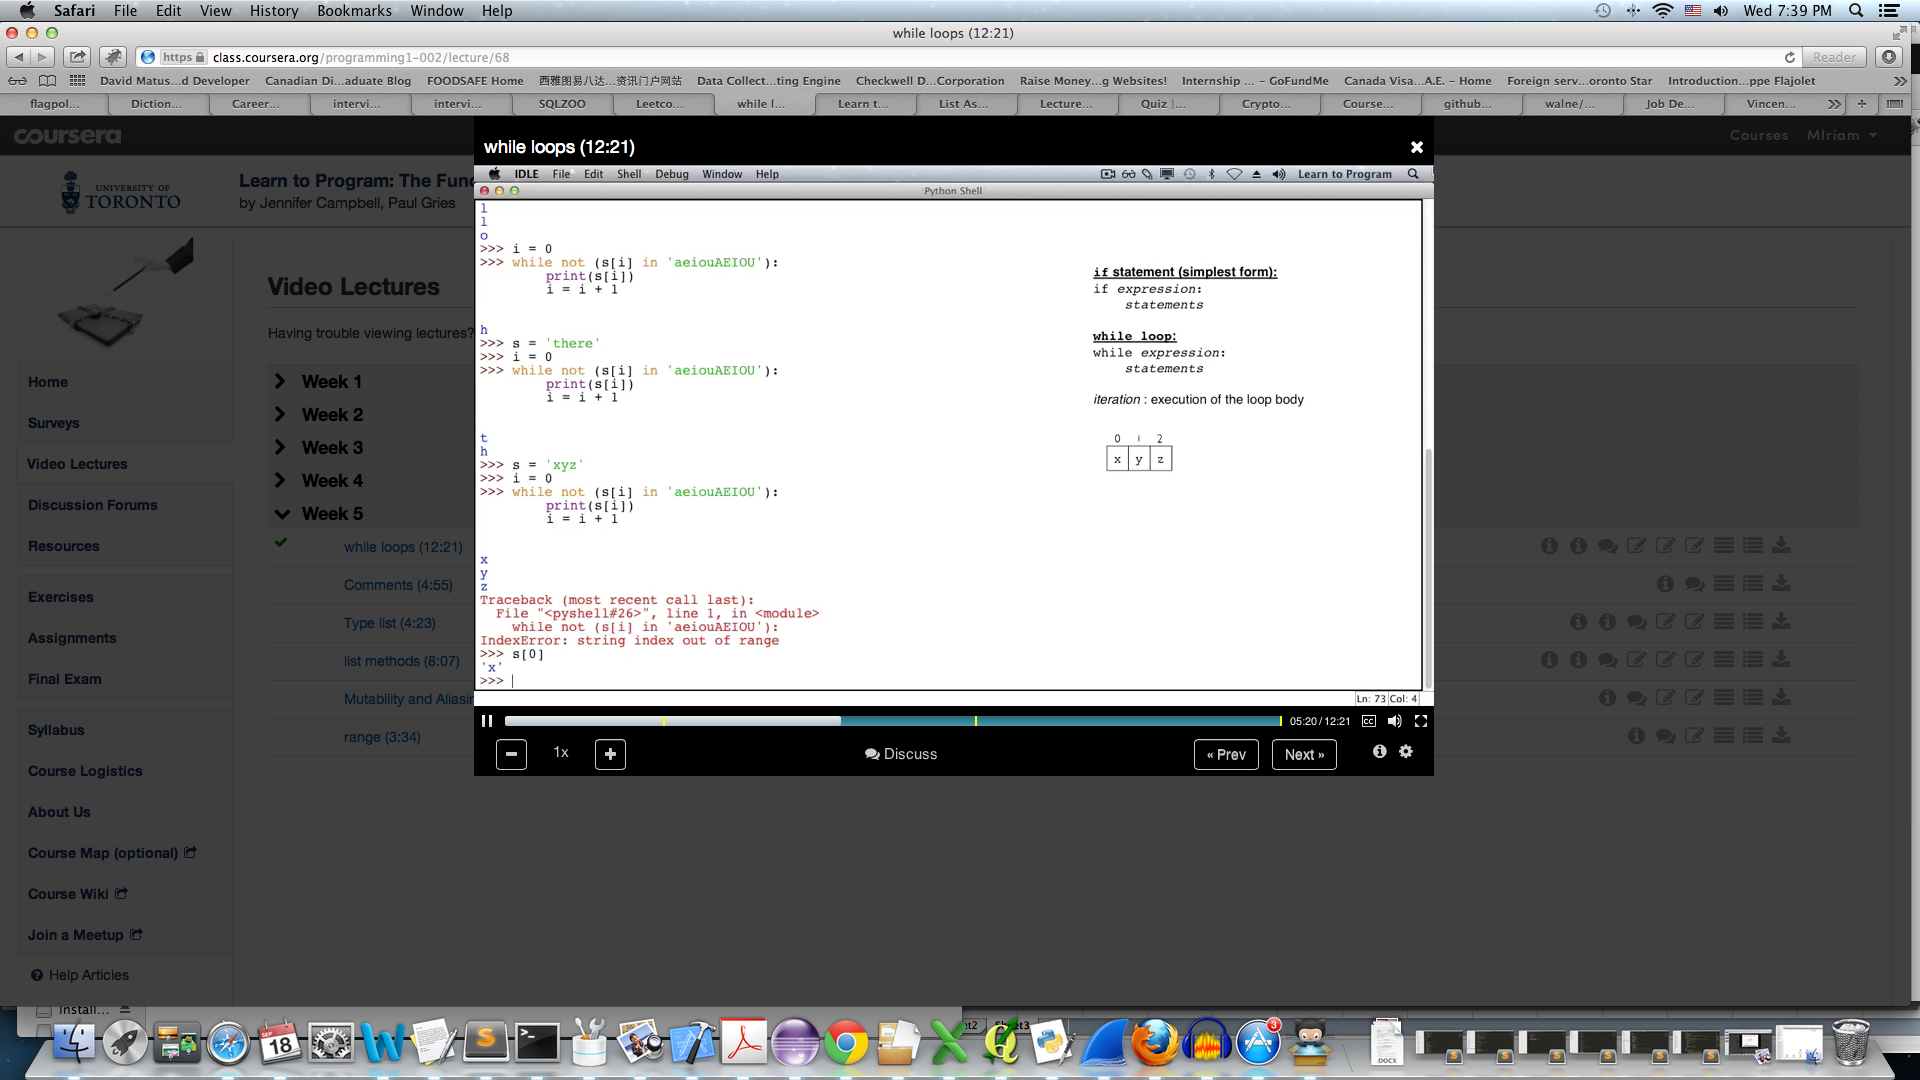 Safari File Edit View History Bookmarks Window Help Wed 7:39 PM
while loops (12:21)
https class.coursera.org/programming1-002/lecture/68 Reader
David Matus...d Developer Canadian Di...aduate Blog FOODSAFE Home 西雅图易八达...资讯门户网站 Data Collect...ting Engine Checkwell D...Corporation Raise Money...g Websites! Internship ... – GoFundMe Canada Visa...A.E. – Home Foreign serv...oronto Star Introduction...ppe Flajolet
flagpol... Diction... Career... intervi... intervi... SQLZOO Leetco... while l... Learn t... List As... Lecture... Quiz |... Crypto... Course... github... walne/... Job De... Vincen...
coursera Courses MIriam
UNIVERSITY OF
TORONTO
Learn to Program: The Fun
by Jennifer Campbell, Paul Gries
Home
Surveys
Video Lectures
Discussion Forums
Resources
Exercises
Assignments
Final Exam
Syllabus
Course Logistics
About Us
Course Map (optional)
Course Wiki
Join a Meetup
Help Articles
Video Lectures
Having trouble viewing lectures?
Week 1
Week 2
Week 3
Week 4
Week 5
while loops (12:21)
Comments (4:55)
Type list (4:23)
list methods (8:07)
Mutability and Aliasin
range (3:34)
while loops (12:21)
IDLE File Edit Shell Debug Window Help Learn to Program
Python Shell
l
l
o
>>> i = 0
>>> while not (s[i] in 'aeiouAEIOU'):
print(s[i])
i = i + 1
h
>>> s = 'there'
>>> i = 0
>>> while not (s[i] in 'aeiouAEIOU'):
print(s[i])
i = i + 1
t
h
>>> s = 'xyz'
>>> i = 0
>>> while not (s[i] in 'aeiouAEIOU'):
print(s[i])
i = i + 1
x
y
z
Traceback (most recent call last):
File "<pyshell#26>", line 1, in <module>
while not (s[i] in 'aeiouAEIOU'):
IndexError: string index out of range
>>> s[0]
'x'
>>>
if statement (simplest form):
if expression:
statements
while loop:
while expression:
statements
iteration : execution of the loop body
0 1 2
x y z
Ln: 73 Col: 4
05:20 / 12:21 CC
1x Discuss « Prev Next »
Install...
SEP
18
3
DOCX